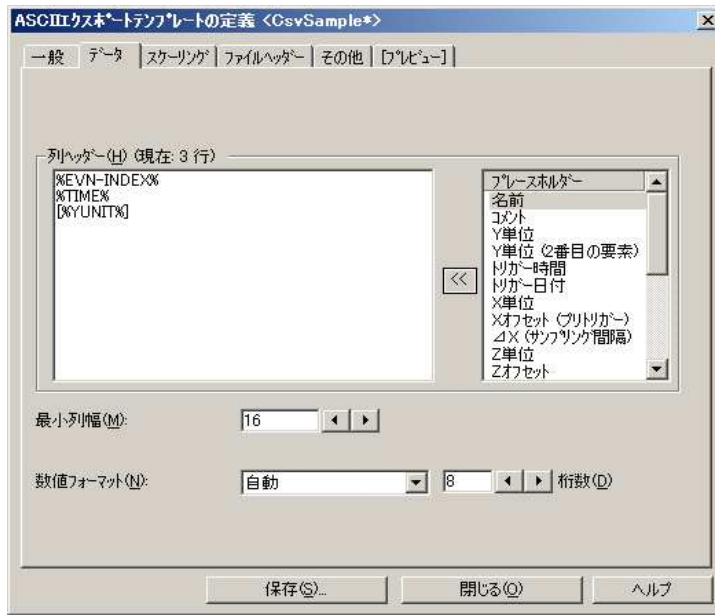 ASCIIエクスポートテンプレートの定義 <CsvSample*>
一般 データ スケーリング ファイルヘッダー その他 [プレビュー]
列ヘッダー(H) (現在: 3 行)
%EVN-INDEX%
%TIME%
[%YUNIT%]
<<
プレースホルダー
名前
コメント
Y単位
Y単位 (2番目の要素)
トリガー時間
トリガー日付
X単位
Xオフセット (プリトリガー)
⊿X (サンプリング間隔)
Z単位
Zオフセット
最小列幅(M): 16
数値フォーマット(N): 自動 8 桁数(D)
保存(S)... 閉じる(O) ヘルプ